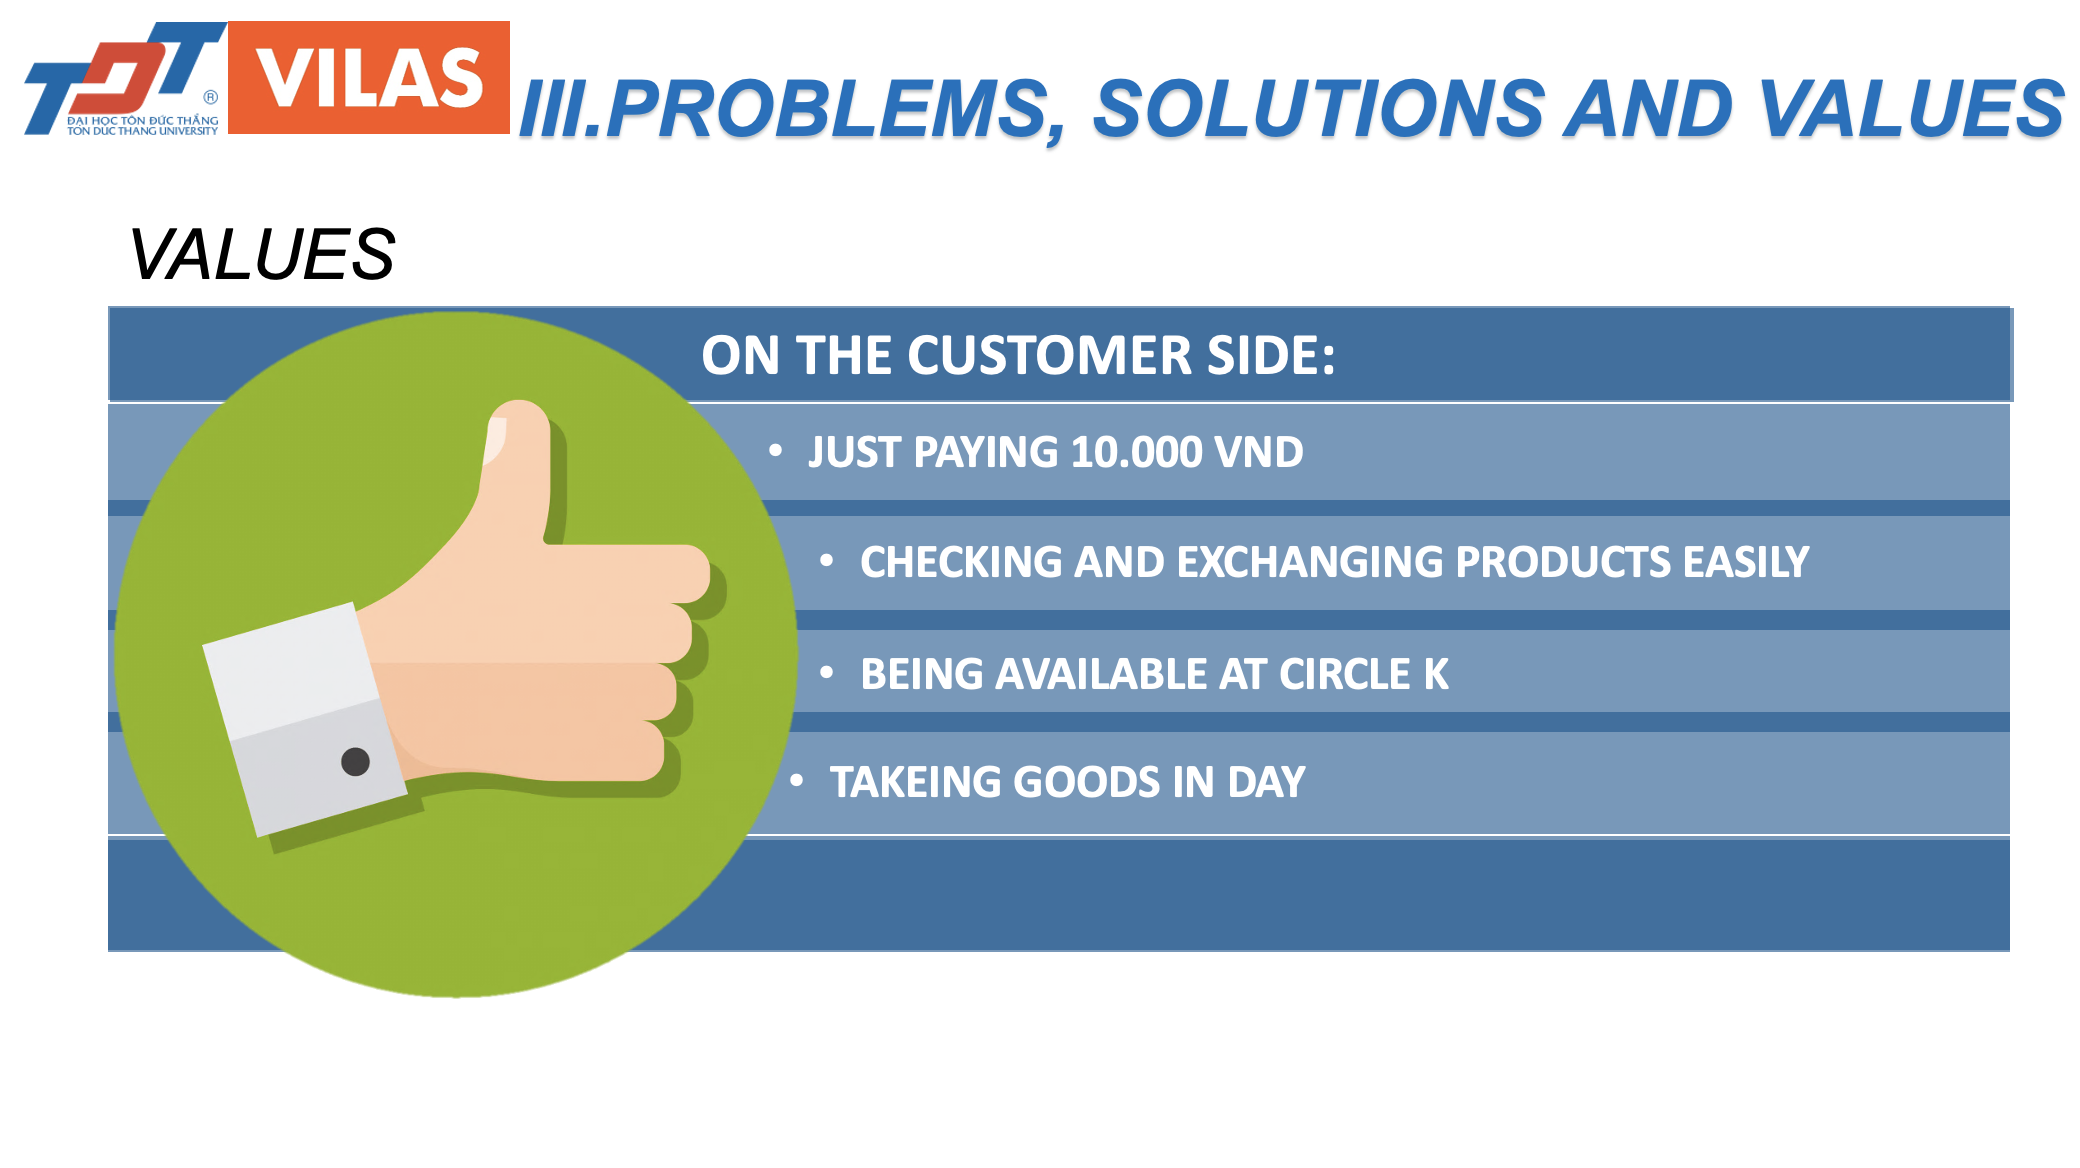 TDT
®
ĐẠI HỌC TÔN ĐỨC THẮNG
TON DUC THANG UNIVERSITY
VILAS
III.PROBLEMS, SOLUTIONS AND VALUES
VALUES
ON THE CUSTOMER SIDE:
• JUST PAYING 10.000 VND
• CHECKING AND EXCHANGING PRODUCTS EASILY
• BEING AVAILABLE AT CIRCLE K
• TAKEING GOODS IN DAY